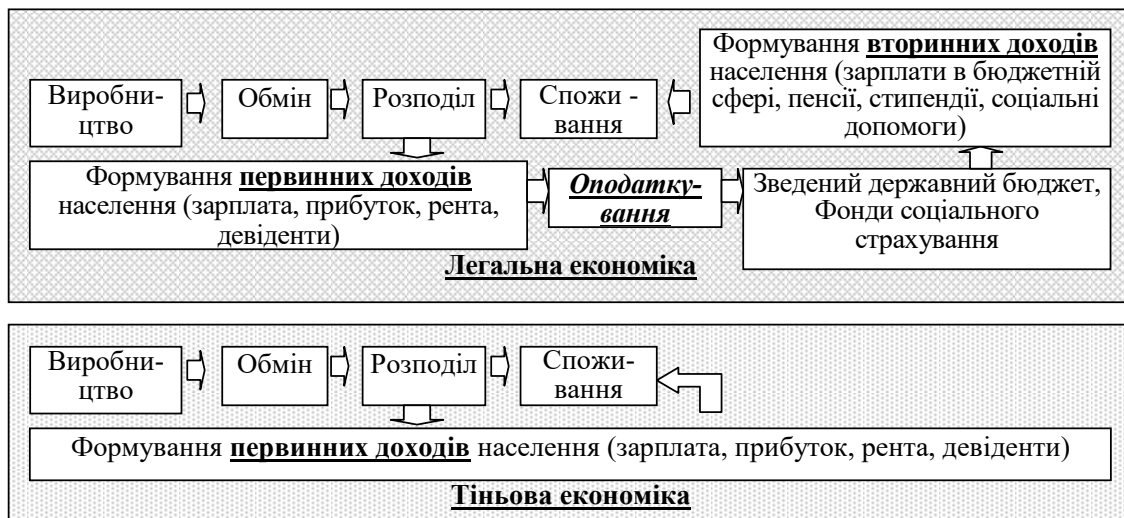 Виробни-
цтво
Обмін
Розподіл
Спожи -
вання
Формування вторинних доходів
населення (зарплати в бюджетній
сфері, пенсії, стипендії, соціальні
допомоги)
Формування первинних доходів
населення (зарплата, прибуток, рента,
девіденти)
Оподатку-
вання
Зведений державний бюджет,
Фонди соціального
страхування
Легальна економіка
Виробни-
цтво
Обмін
Розподіл
Спожи-
вання
Формування первинних доходів населення (зарплата, прибуток, рента, девіденти)
Тіньова економіка